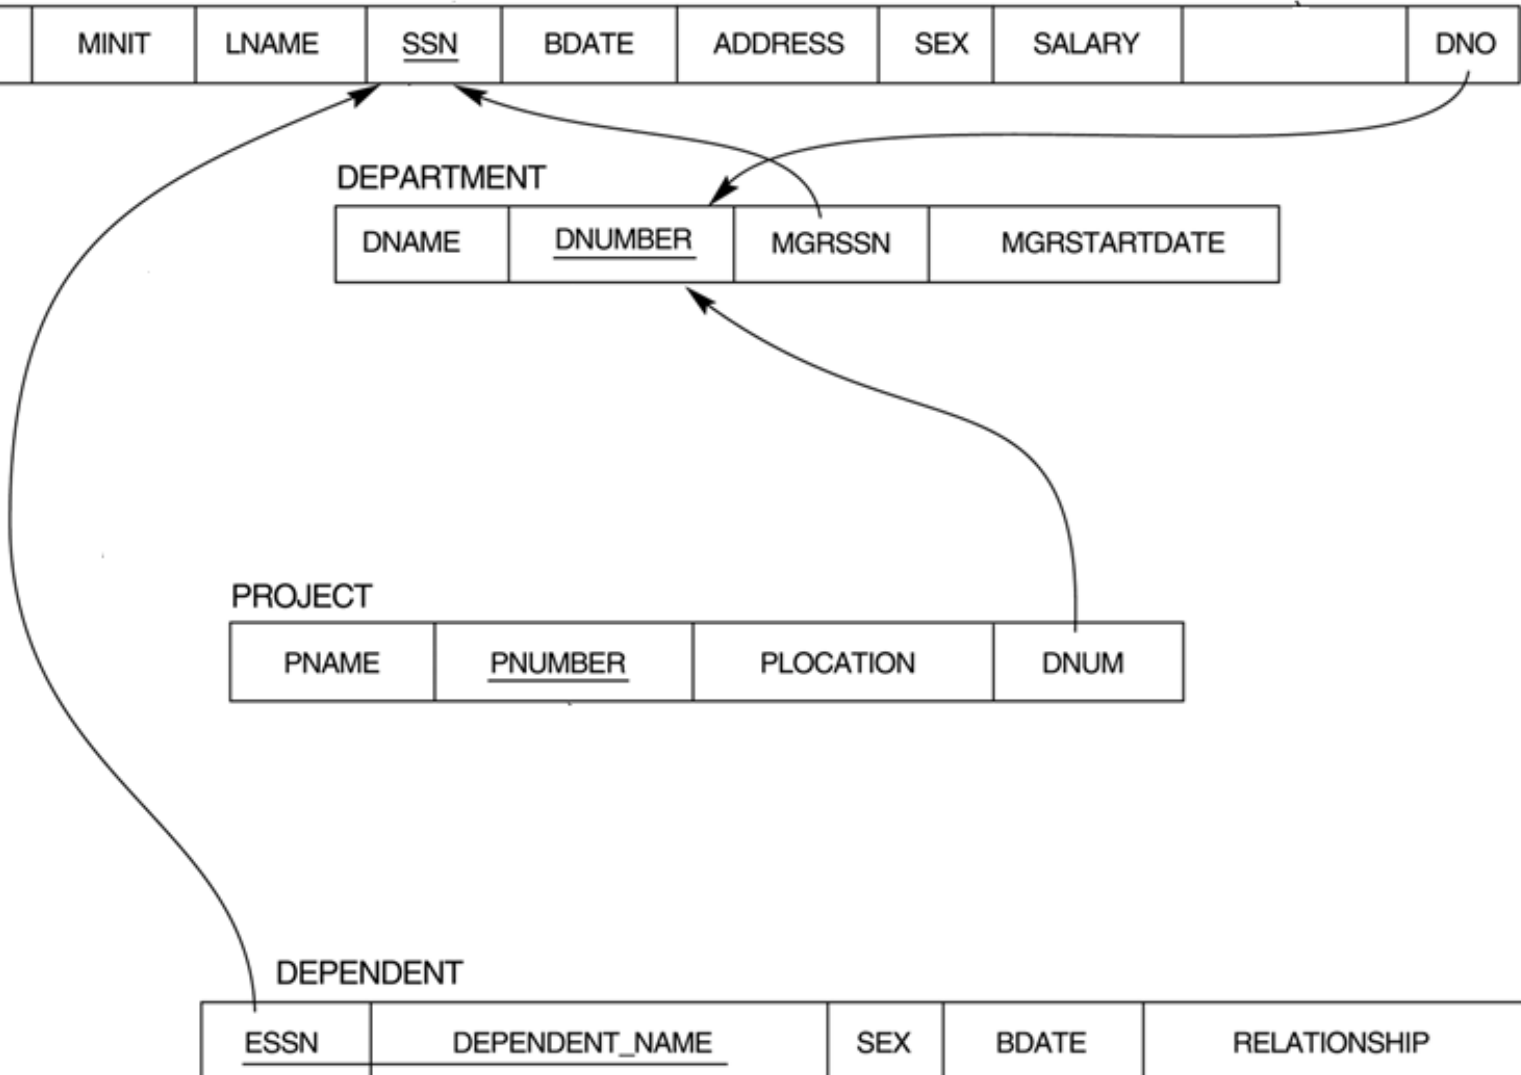 MINIT LNAME SSN BDATE ADDRESS SEX SALARY DNO
DEPARTMENT
DNAME DNUMBER MGRSSN MGRSTARTDATE
PROJECT
PNAME PNUMBER PLOCATION DNUM
DEPENDENT
ESSN DEPENDENT_NAME SEX BDATE RELATIONSHIP